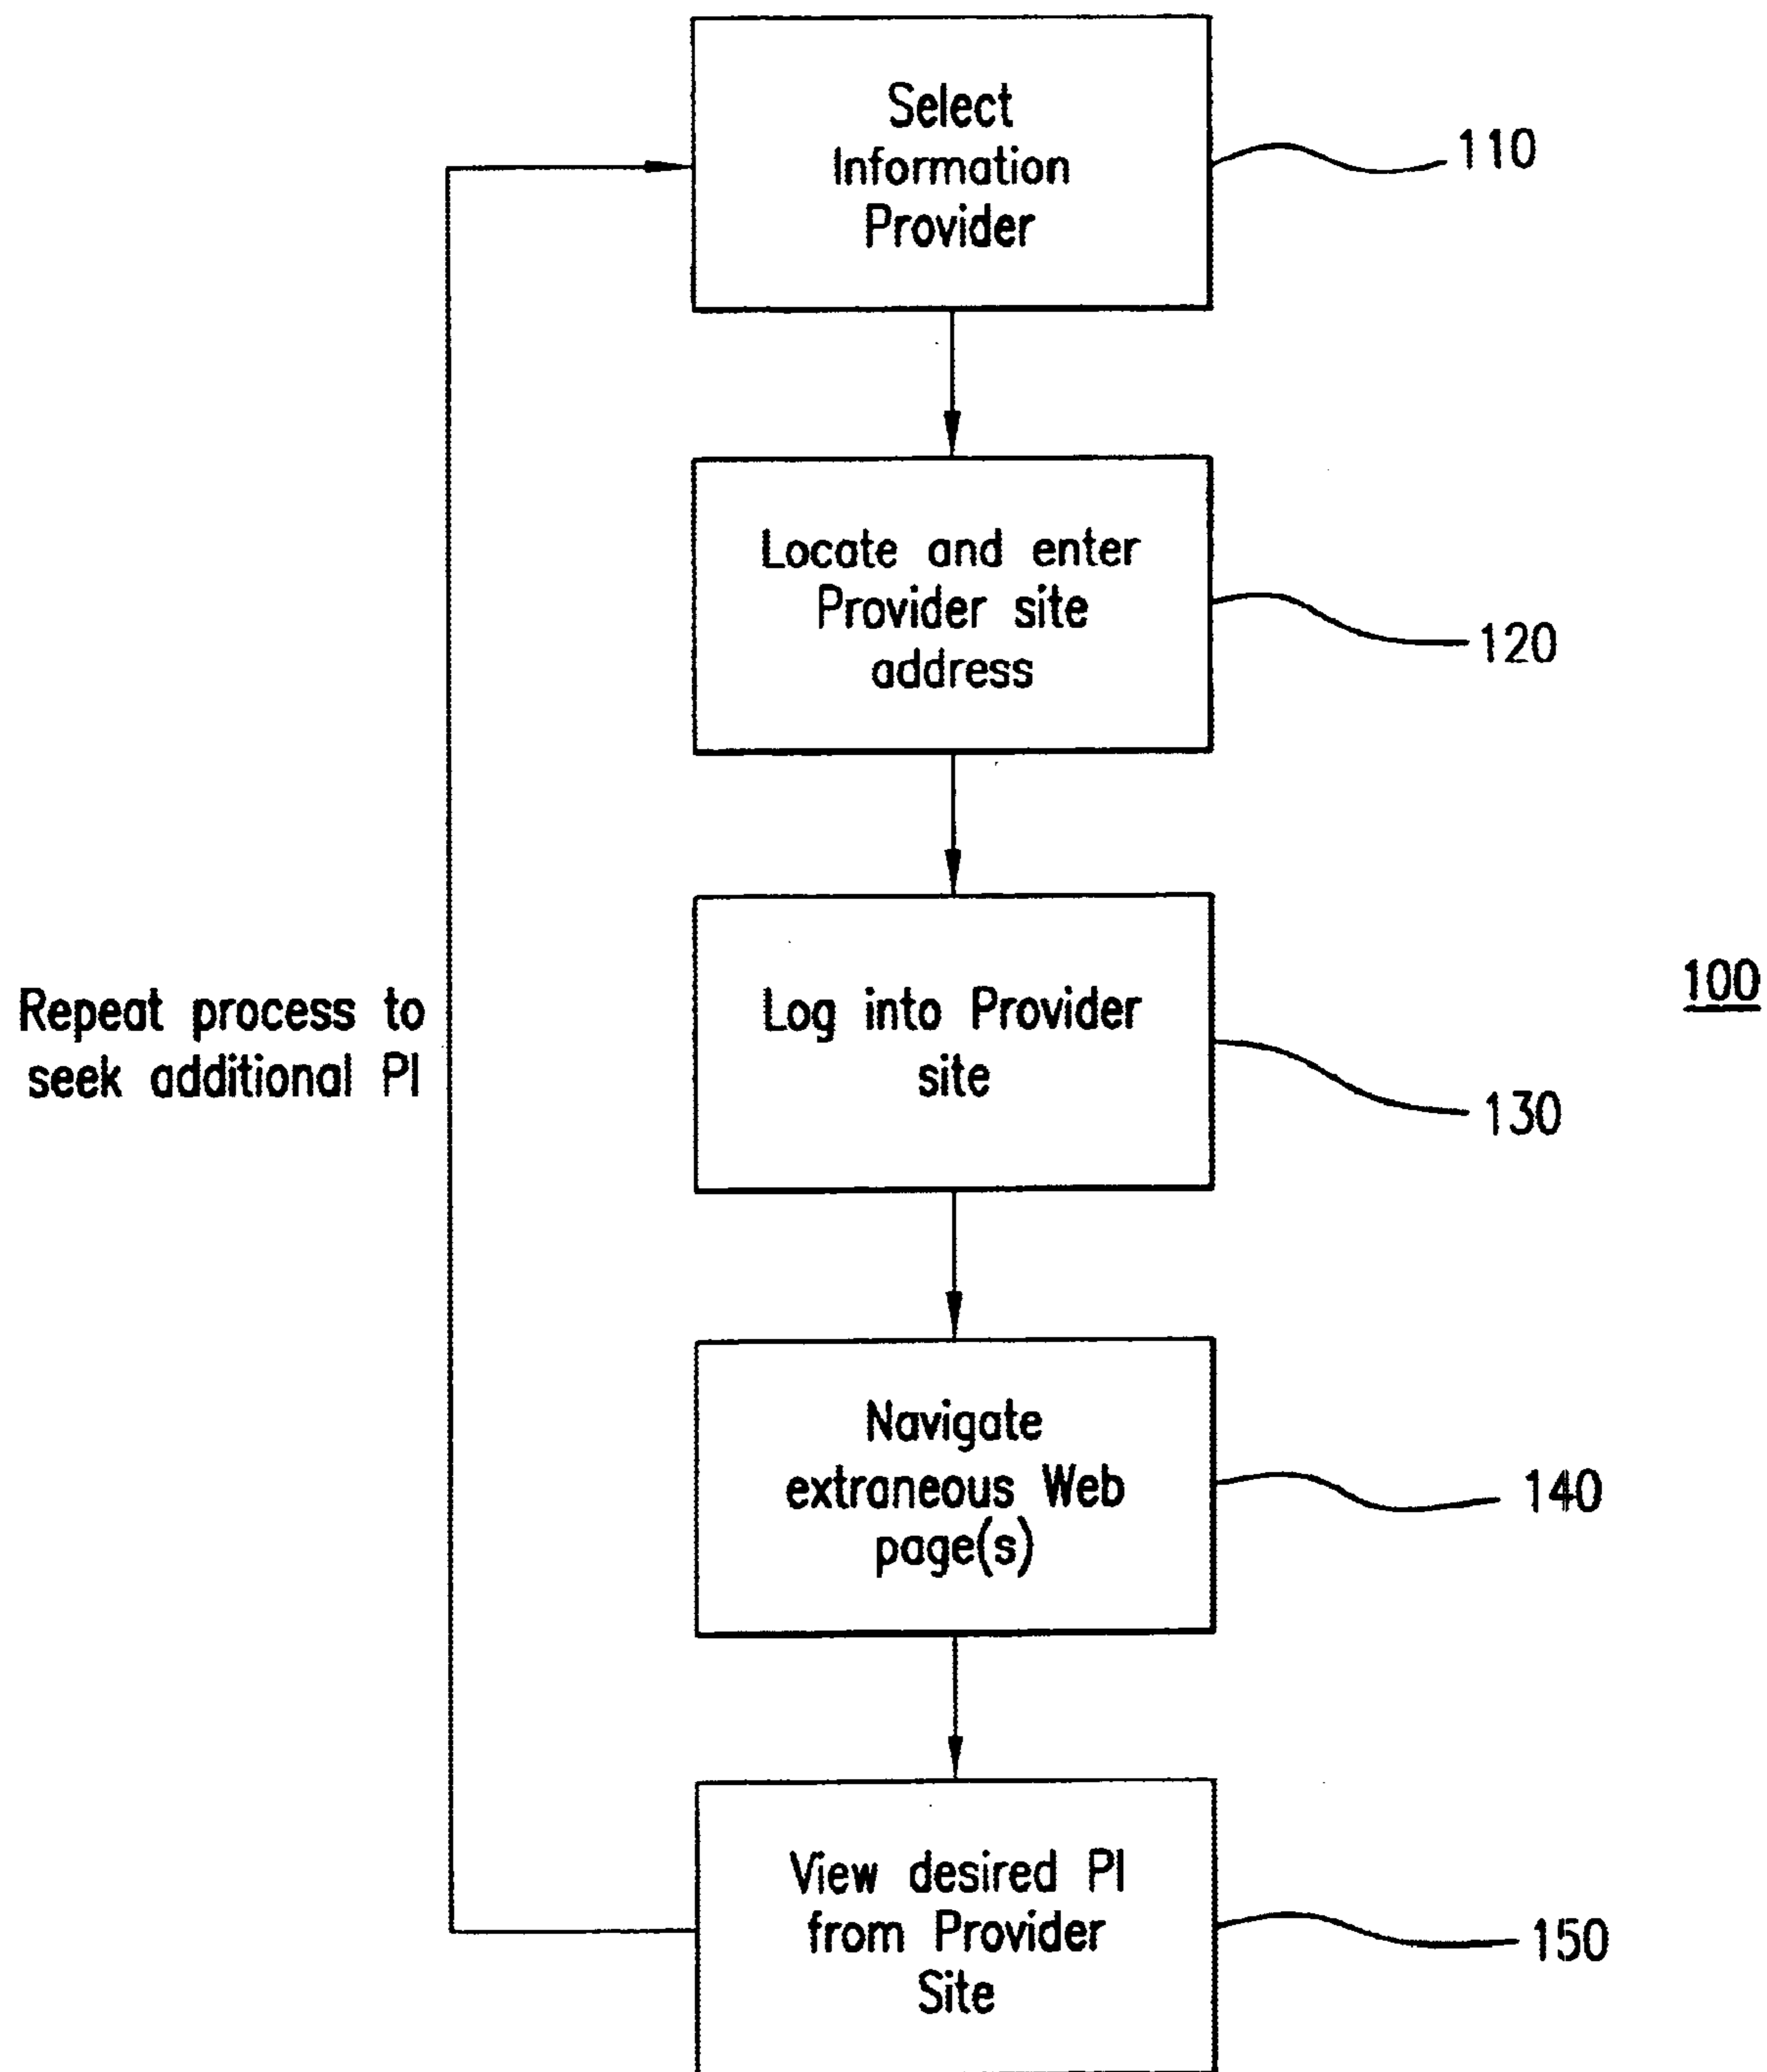 Select
Information
Provider
110
Locate and enter
Provider site
address
120
Log into Provider
site
130
100
Repeat process to
seek additional PI
Navigate
extraneous Web
page(s)
140
View desired PI
from Provider
Site
150